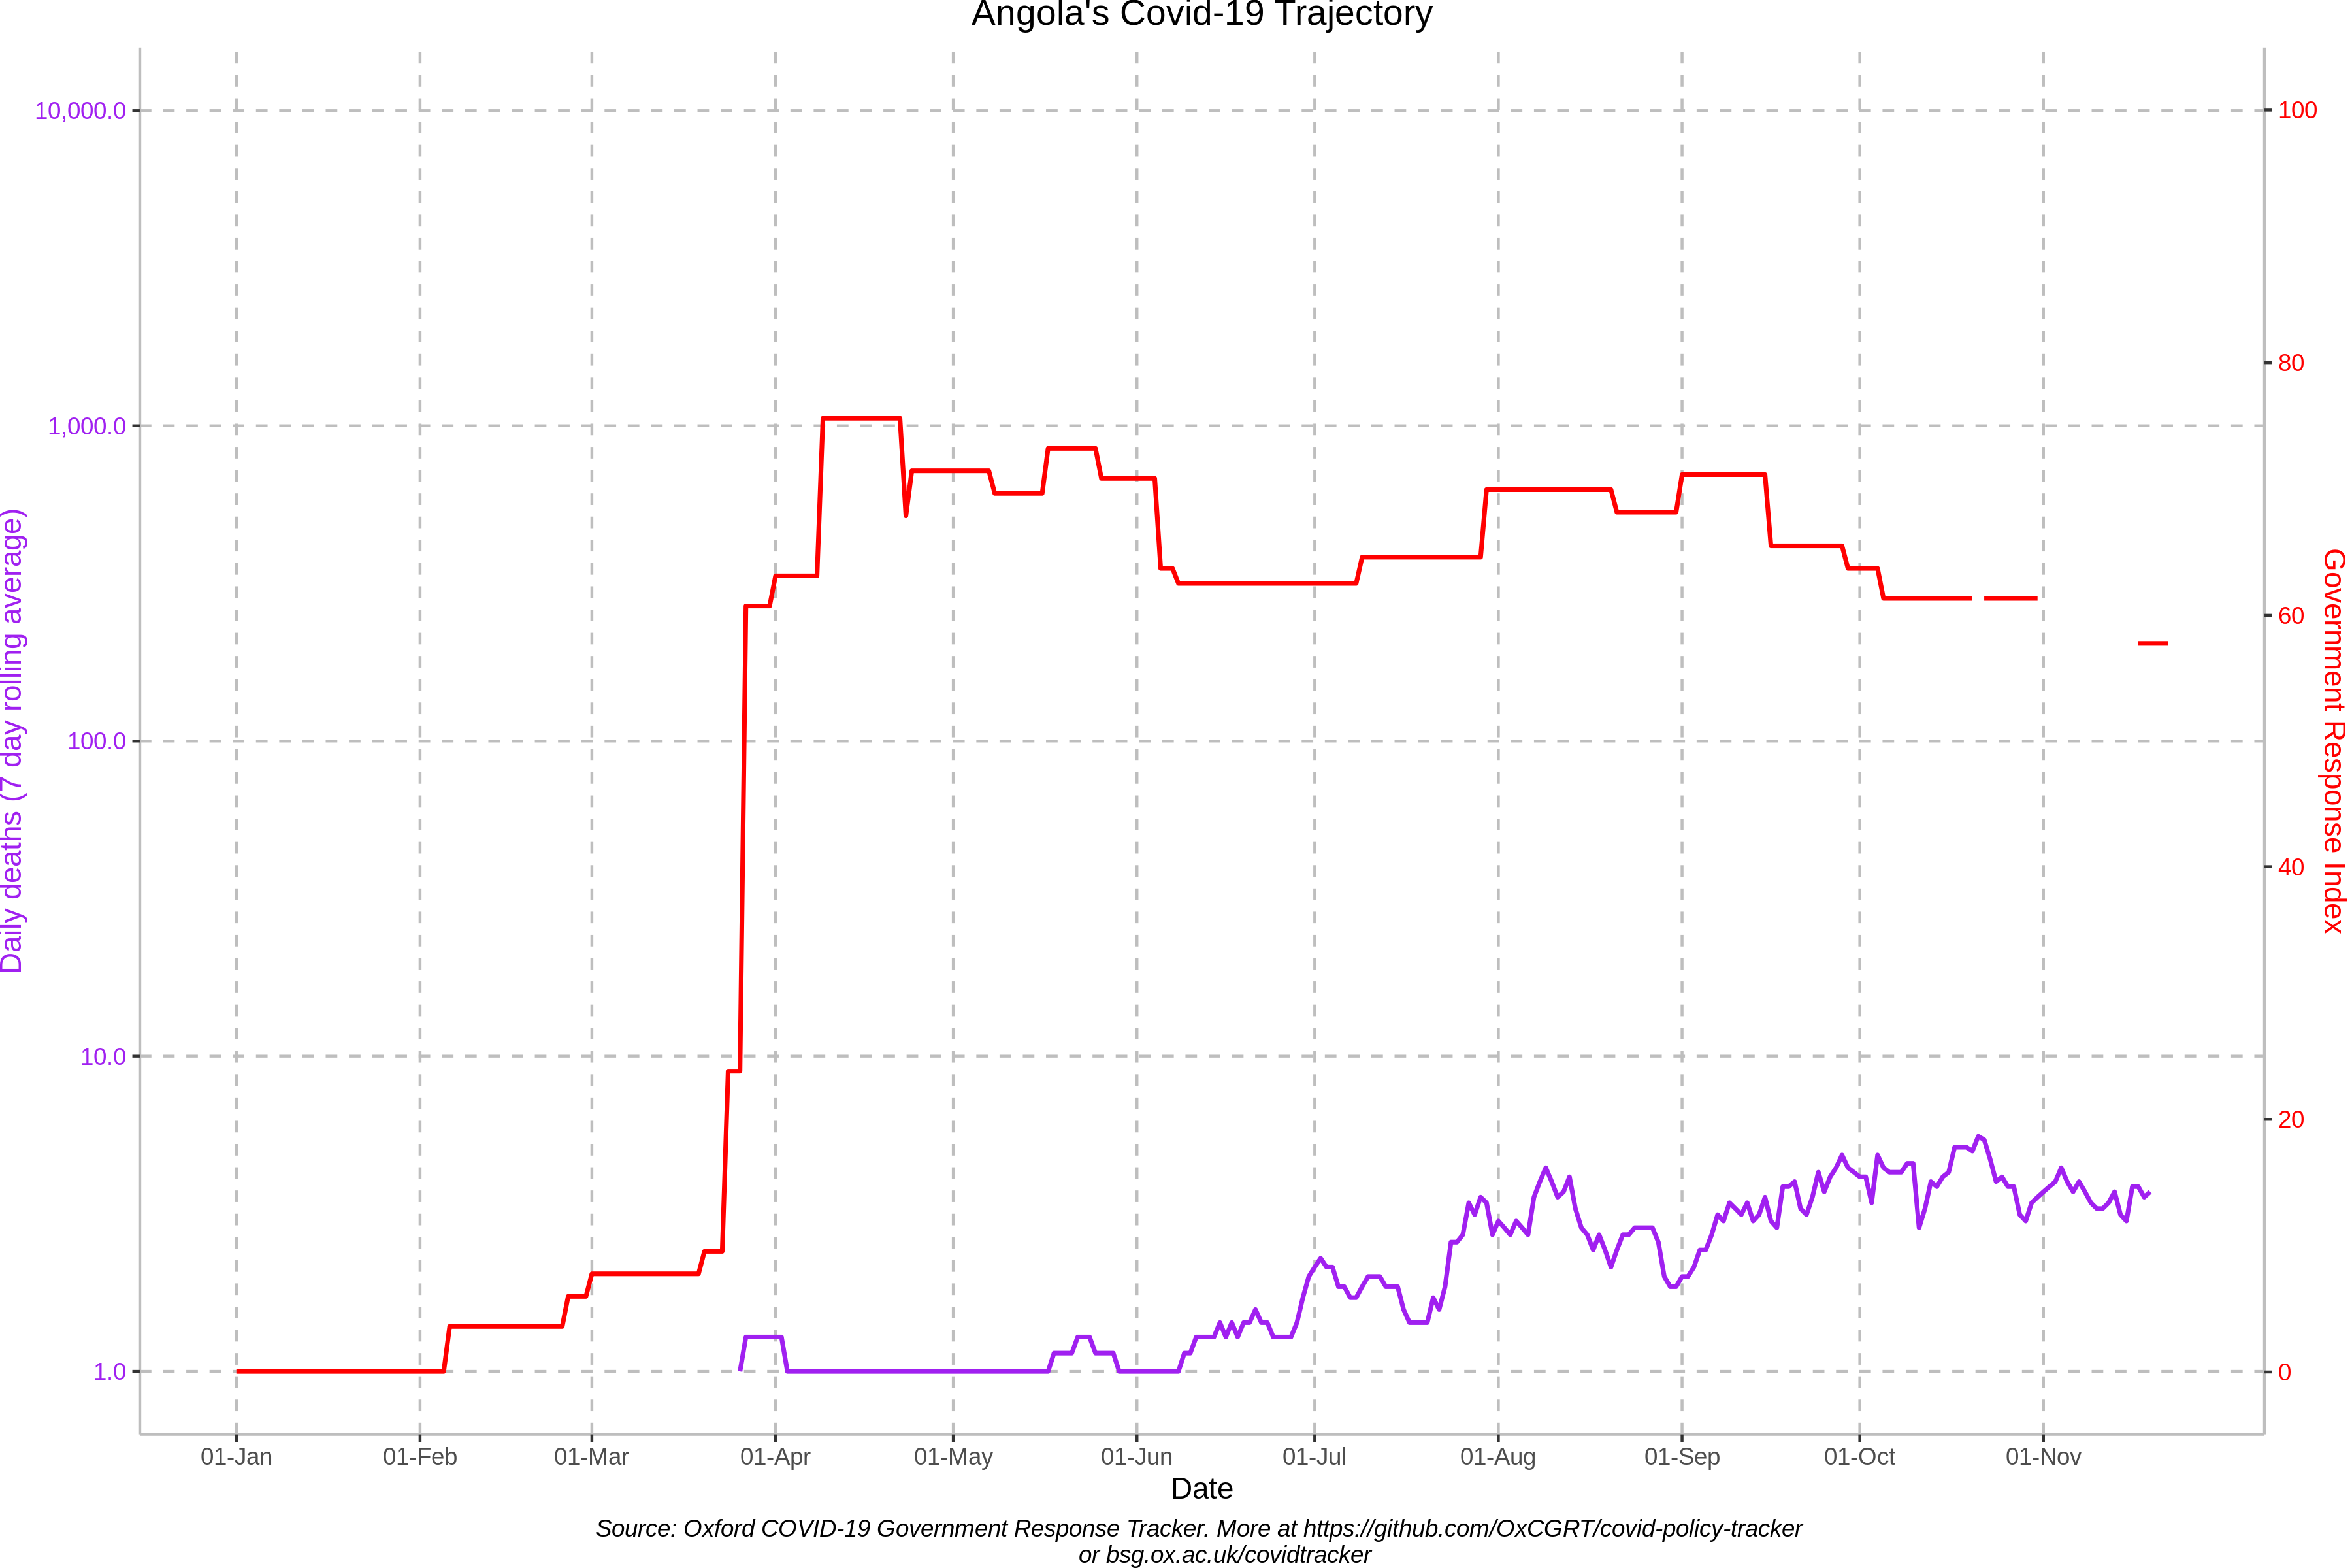 Angola's Covid-19 Trajectory
10,000.0
1,000.0
100.0
10.0
1.0
Daily deaths (7 day rolling average)
100
80
60
40
20
0
Government Response Index
01-Jan
01-Feb
01-Mar
01-Apr
01-May
01-Jun
01-Jul
01-Aug
01-Sep
01-Oct
01-Nov
Date
Source: Oxford COVID-19 Government Response Tracker. More at https://github.com/OxCGRT/covid-policy-tracker
or bsg.ox.ac.uk/covidtracker